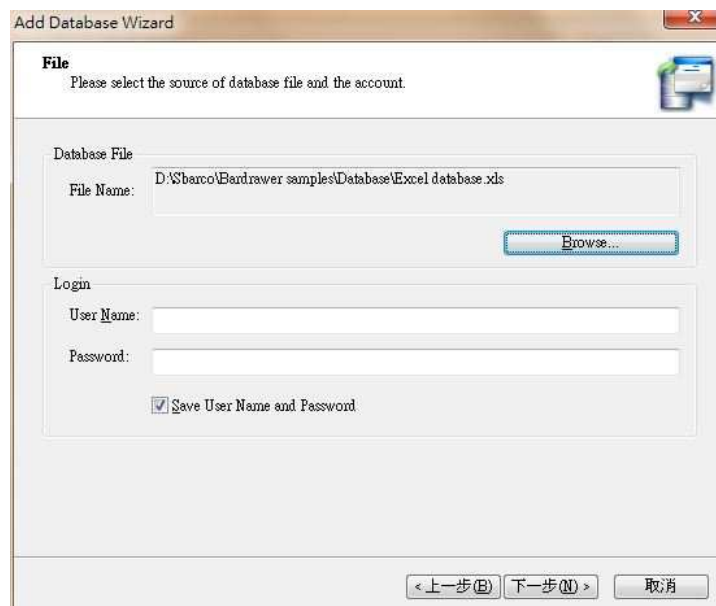 Add Database Wizard
File
Please select the source of database file and the account.
Database File
File Name:
D:\Sbarco\Bardrawer samples\Database\Excel database.xls
Browse...
Login
User Name:
Password:
Save User Name and Password
<上一步(B)
下一步(N)>
取消